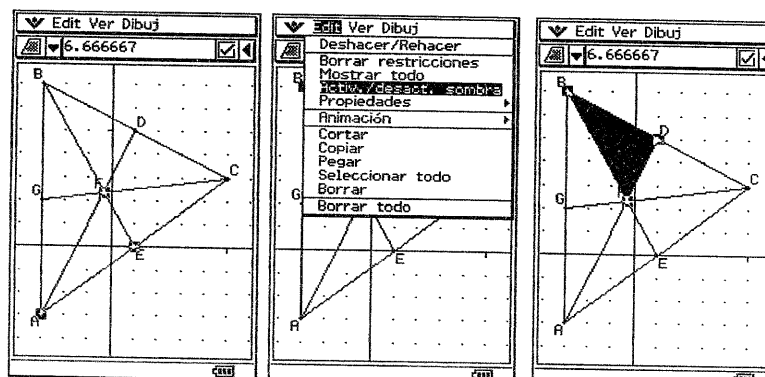 Edit Ver Dibuj
6.666667
B
D
C
F
G
E
A
Edit Ver Dibuj
Deshacer/Rehacer
Borrar restricciones
Mostrar todo
Activ./desact. sombra
Propiedades
Animación
Cortar
Copiar
Pegar
Seleccionar todo
Borrar
Borrar todo
B
G
E
A
Edit Ver Dibuj
6.666667
B
D
C
G
E
A